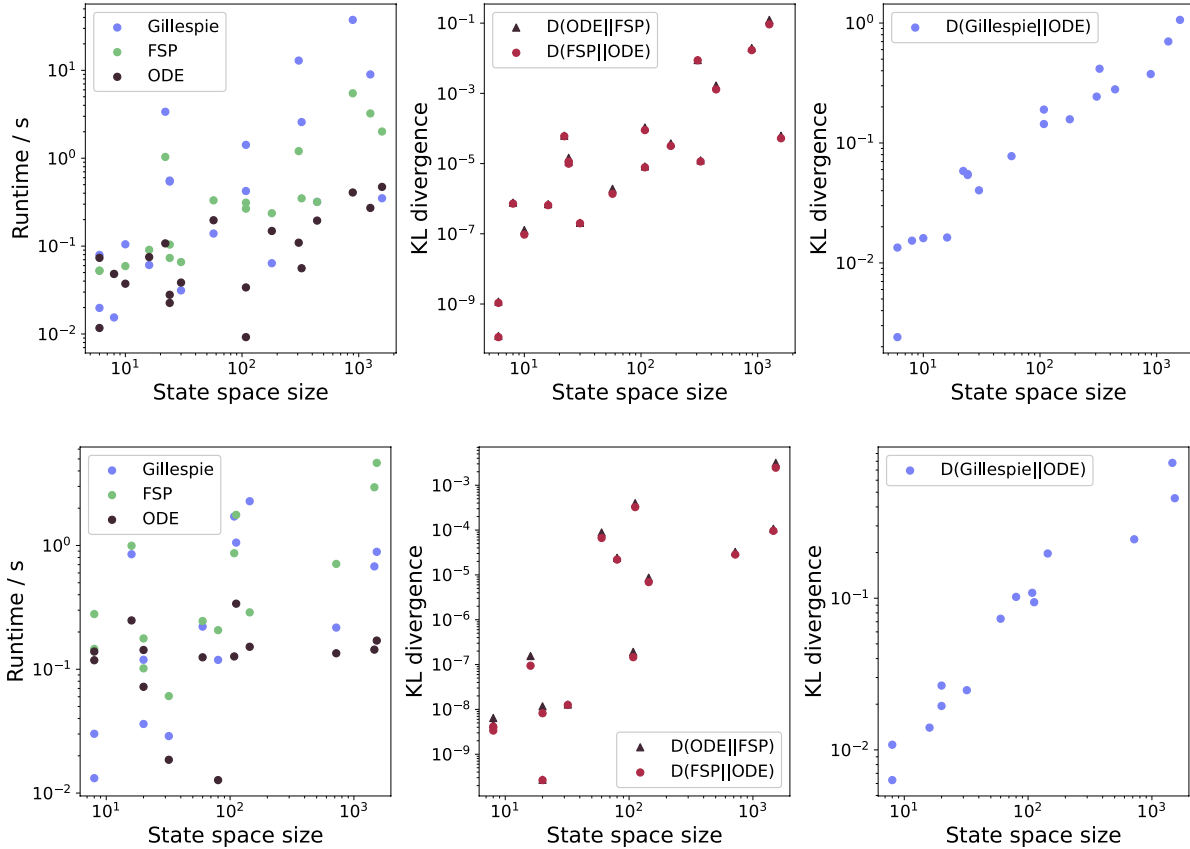 Runtime / s
10^1
10^0
10^-1
10^-2
Gillespie
FSP
ODE
10^1
10^2
10^3
State space size
KL divergence
10^-1
10^-3
10^-5
10^-7
10^-9
D(ODE||FSP)
D(FSP||ODE)
10^1
10^2
10^3
State space size
KL divergence
10^0
10^-1
10^-2
D(Gillespie||ODE)
10^1
10^2
10^3
State space size
Runtime / s
10^0
10^-1
10^-2
Gillespie
FSP
ODE
10^1
10^2
10^3
State space size
KL divergence
10^-3
10^-4
10^-5
10^-6
10^-7
10^-8
10^-9
D(ODE||FSP)
D(FSP||ODE)
10^1
10^2
10^3
State space size
KL divergence
10^-1
10^-2
D(Gillespie||ODE)
10^1
10^2
10^3
State space size